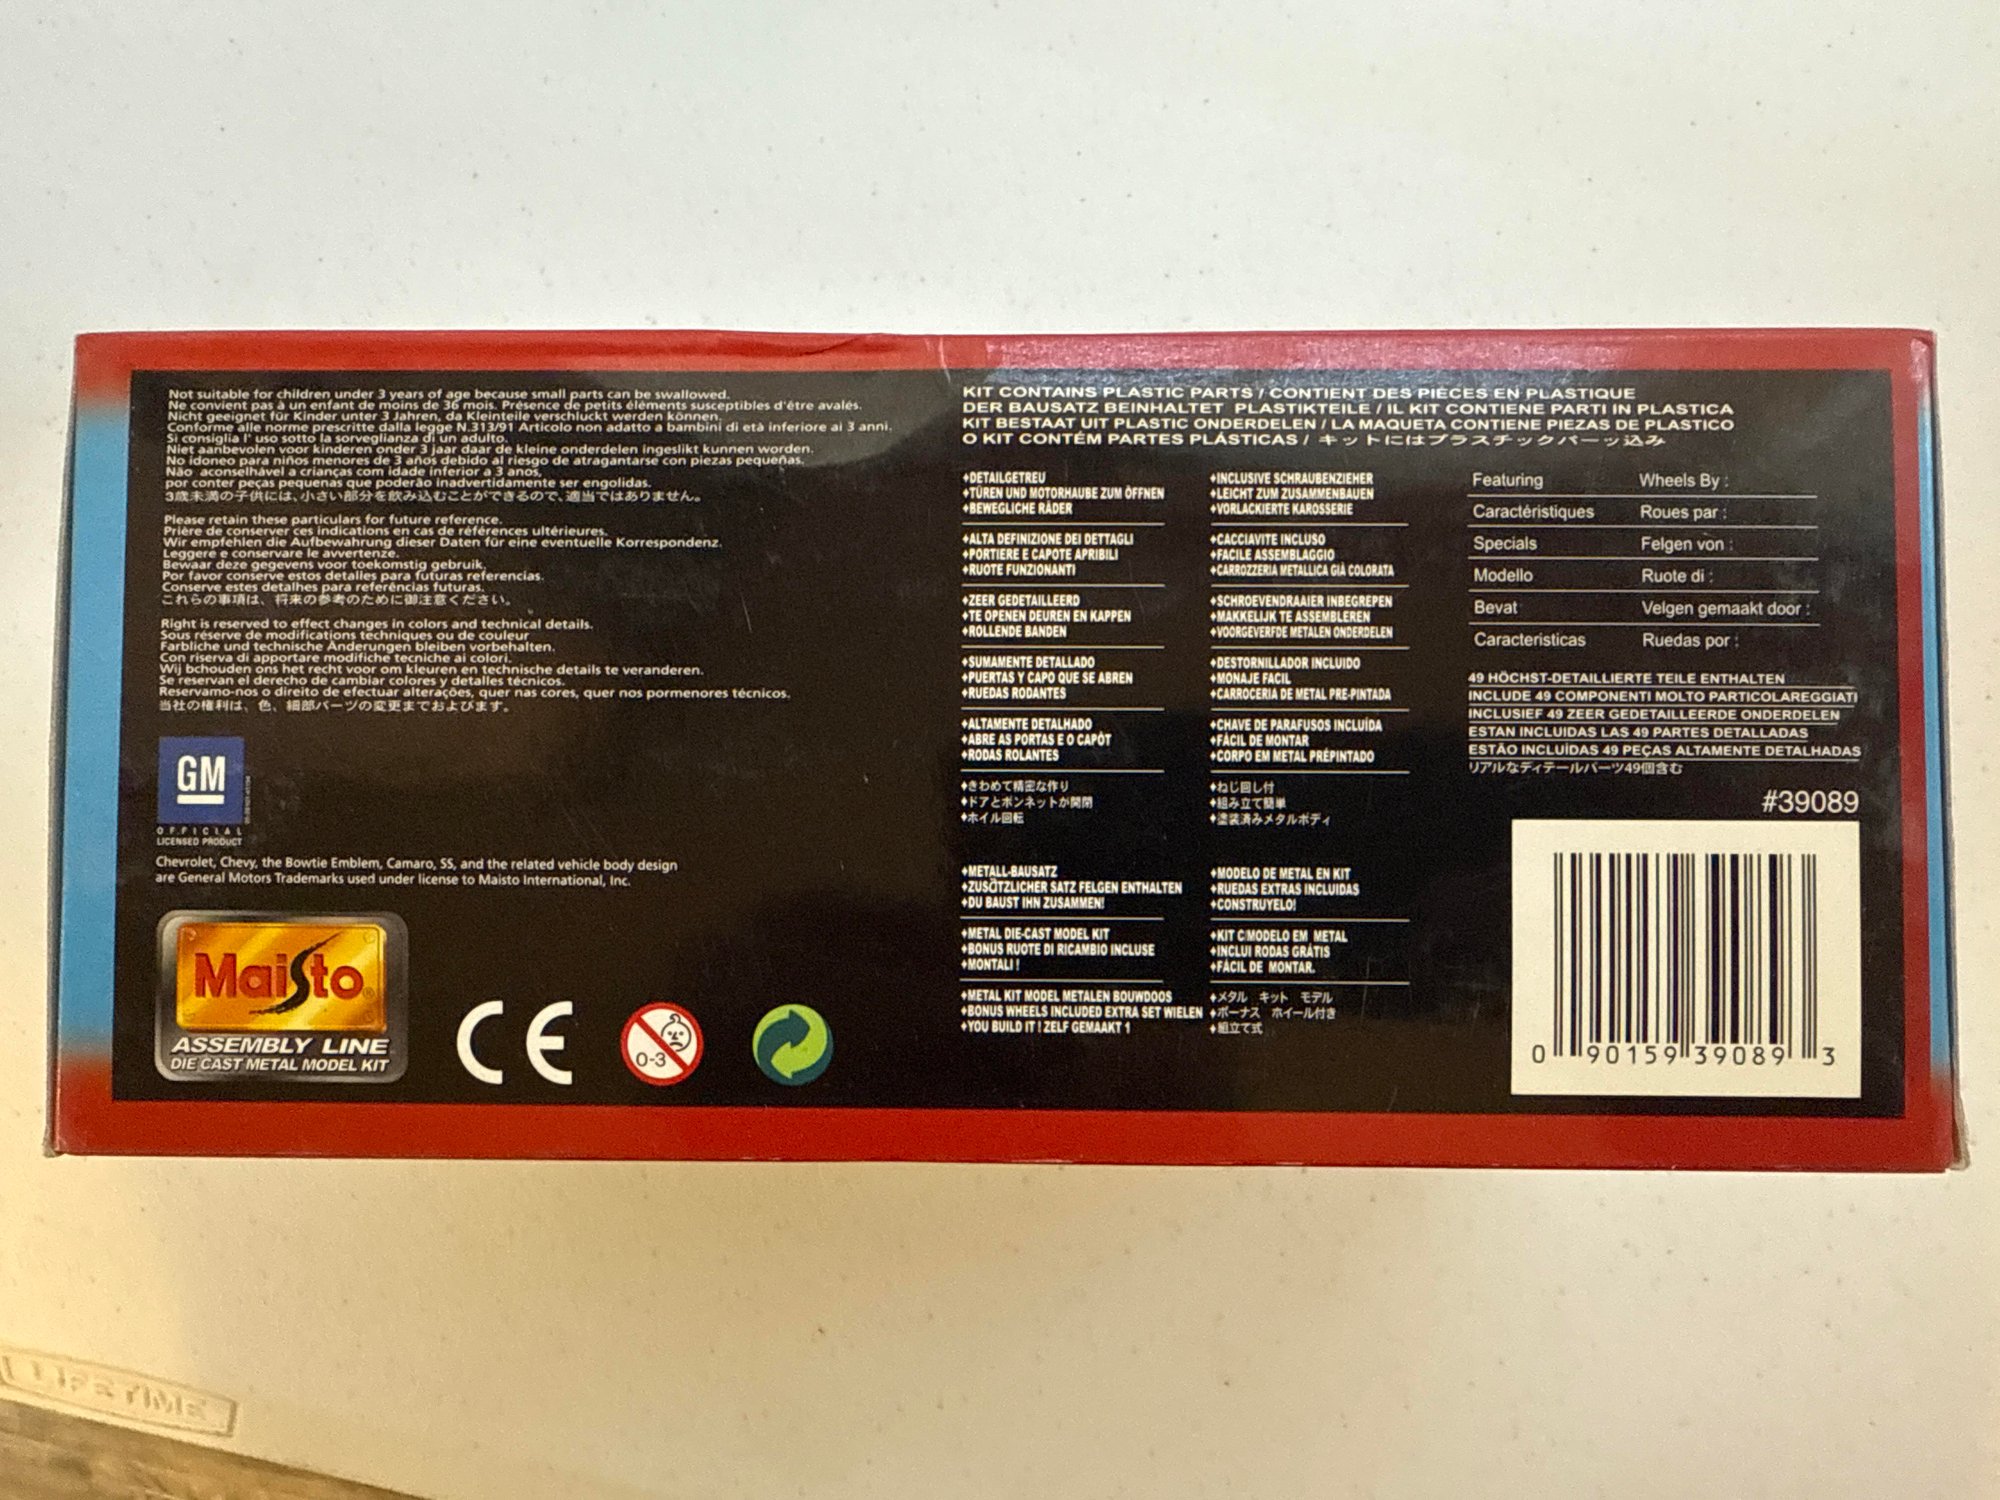 Not suitable for children under 3 years of age because small parts can be swallowed.
Ne convient pas à un enfant de moins de 36 mois. Présence de petits éléments susceptibles d'être avalés.
Nicht geeignet für Kinder unter 3 Jahren, da Kleinteile verschluckt werden können.
Conforme alle norme prescritte dalla legge N.313/91 Articolo non adatto a bambini di età inferiore ai 3 anni.
Si consiglia l' uso sotto la sorveglianza di un adulto.
Niet aanbevolen voor kinderen onder 3 jaar daar de kleine onderdelen ingeslikt kunnen worden.
No idoneo para niños menores de 3 años debido al riesgo de atragantarse con piezas pequeñas.
Não aconselhável a crianças com idade inferior a 3 anos,
por conter peças pequenas que poderão inadvertidamente ser engolidas.
3歳未満の子供には、小さい部分を飲み込むことができるので、適当ではありません。
Please retain these particulars for future reference.
Prière de conserver ces indications en cas de références ultérieures.
Wir empfehlen die Aufbewahrung dieser Daten für eine eventuelle Korrespondenz.
Leggere e conservare le avvertenze.
Bewaar deze gegevens voor toekomstig gebruik.
Por favor conserve estos detalles para futuras referencias.
Conserve estes detalhes para referências futuras.
これらの事項は、将来の参考のために御注意ください。
Right is reserved to effect changes in colors and technical details.
Sous réserve de modifications techniques ou de couleur
Farbliche und technische Änderungen bleiben vorbehalten.
Con riserva di apportare modifiche tecniche ai colori.
Wij bchouden ons het recht voor om kleuren en technische details te veranderen.
Se reservan el derecho de cambiar colores y detalles técnicos.
Reservamo-nos o direito de efectuar alterações, quer nas cores, quer nos pormenores técnicos.
当社の権利は、色、細部パーツの変更までおよびます。
GM
OFFICIAL
LICENSED PRODUCT
Chevrolet, Chevy, the Bowtie Emblem, Camaro, SS, and the related vehicle body design
are General Motors Trademarks used under license to Maisto International, Inc.
Maisto®
ASSEMBLY LINE
DIE CAST METAL MODEL KIT
CE
0-3
KIT CONTAINS PLASTIC PARTS / CONTIENT DES PIECES EN PLASTIQUE
DER BAUSATZ BEINHALTET PLASTIKTEILE / IL KIT CONTIENE PARTI IN PLASTICA
KIT BESTAAT UIT PLASTIC ONDERDELEN / LA MAQUETA CONTIENE PIEZAS DE PLASTICO
O KIT CONTÉM PARTES PLÁSTICAS / キットにはプラスチックパーツ込み
♦DETAILGETREU
♦TÜREN UND MOTORHAUBE ZUM ÖFFNEN
♦BEWEGLICHE RÄDER
♦ALTA DEFINIZIONE DEI DETTAGLI
♦PORTIERE E CAPOTE APRIBILI
♦RUOTE FUNZIONANTI
♦ZEER GEDETAILLEERD
♦TE OPENEN DEUREN EN KAPPEN
♦ROLLENDE BANDEN
♦SUMAMENTE DETALLADO
♦PUERTAS Y CAPO QUE SE ABREN
♦RUEDAS RODANTES
♦ALTAMENTE DETALHADO
♦ABRE AS PORTAS E O CAPÓT
♦RODAS ROLANTES
♦きわめて精密な作り
♦ドアとボンネットが開閉
♦ホイル回転
♦INCLUSIVE SCHRAUBENZIEHER
♦LEICHT ZUM ZUSAMMENBAUEN
♦VORLACKIERTE KAROSSERIE
♦CACCIAVITE INCLUSO
♦FACILE ASSEMBLAGGIO
♦CARROZZERIA METALLICA GIÀ COLORATA
♦SCHROEVENDRAAIER INBEGREPEN
♦MAKKELIJK TE ASSEMBLEREN
♦VOORGEVERFDE METALEN ONDERDELEN
♦DESTORNILLADOR INCLUIDO
♦MONAJE FACIL
♦CARROCERIA DE METAL PRE-PINTADA
♦CHAVE DE PARAFUSOS INCLUÍDA
♦FÁCIL DE MONTAR
♦CORPO EM METAL PRÉPINTADO
♦ねじ回し付
♦組み立て簡単
♦塗装済みメタルボディ
♦METALL-BAUSATZ
♦ZUSÖTZLICHER SATZ FELGEN ENTHALTEN
♦DU BAUST IHN ZUSAMMEN!
♦METAL DIE-CAST MODEL KIT
♦BONUS RUOTE DI RICAMBIO INCLUSE
♦MONTALI !
♦METAL KIT MODEL METALEN BOUWDOOS
♦BONUS WHEELS INCLUDED EXTRA SET WIELEN
♦YOU BUILD IT ! ZELF GEMAAKT 1
♦MODELO DE METAL EN KIT
♦RUEDAS EXTRAS INCLUIDAS
♦CONSTRUYELO!
♦KIT C/MODELO EM METAL
♦INCLUI RODAS GRÁTIS
♦FÁCIL DE MONTAR.
♦メタル キット モデル
♦ボーナス ホイール付き
♦組立て式
Featuring Wheels By :
Caractéristiques Roues par :
Specials Felgen von :
Modello Ruote di :
Bevat Velgen gemaakt door :
Caracteristicas Ruedas por :
49 HÖCHST-DETAILLIERTE TEILE ENTHALTEN
INCLUDE 49 COMPONENTI MOLTO PARTICOLAREGGIATI
INCLUSIEF 49 ZEER GEDETAILLEERDE ONDERDELEN
ESTAN INCLUIDAS LAS 49 PARTES DETALLADAS
ESTÃO INCLUÍDAS 49 PEÇAS ALTAMENTE DETALHADAS
リアルなディテールパーツ49個含む
#39089
0 90159 39089 3
LIFETIME